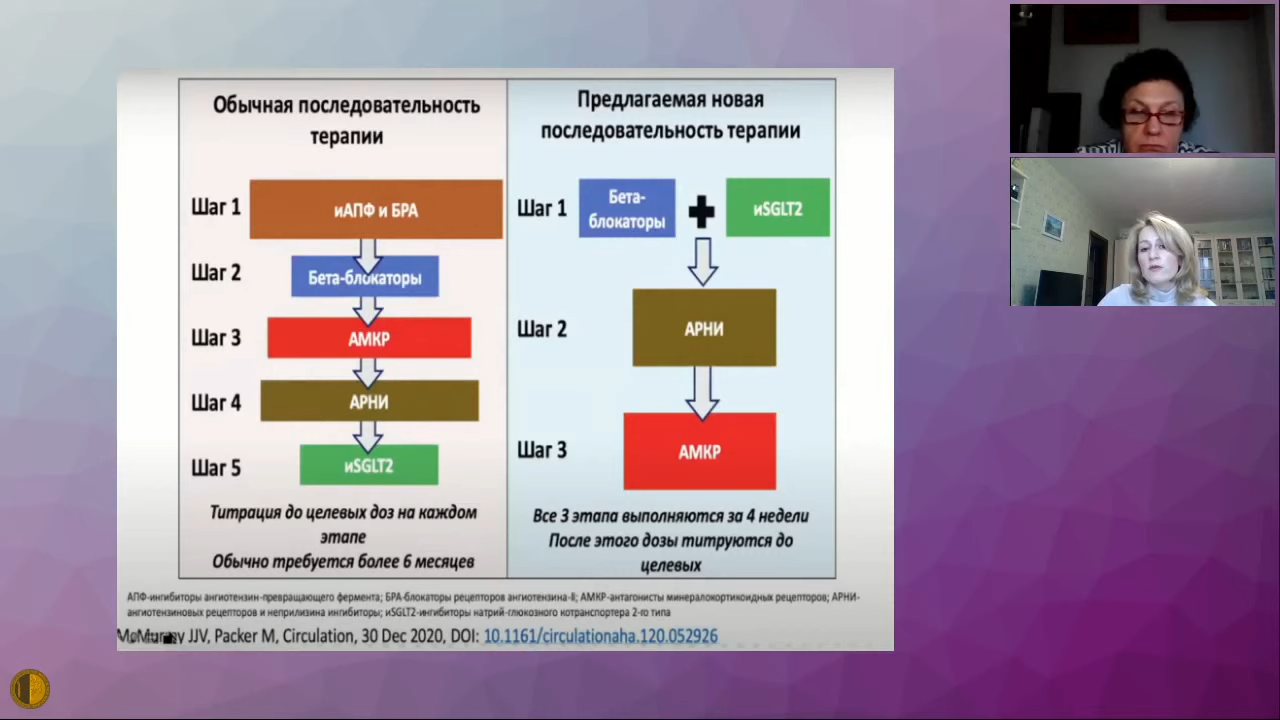 Обычная последовательность
терапии
Шаг 1
иАПФ и БРА
Шаг 2
Бета-блокаторы
Шаг 3
АМКР
Шаг 4
АРНИ
Шаг 5
иSGLT2
Титрация до целевых доз на каждом
этапе
Обычно требуется более 6 месяцев
Предлагаемая новая
последовательность терапии
Шаг 1
Бета-
блокаторы
иSGLT2
Шаг 2
АРНИ
Шаг 3
АМКР
Все 3 этапа выполняются за 4 недели
После этого дозы титруются до
целевых
АПФ-ингибиторы ангиотензин-превращающего фермента; БРА-блокаторы рецепторов ангиотензина-II; АМКР-антагонисты минералокортикоидных рецепторов; АРНИ-
ангиотензиновых рецепторов и неприлизина ингибиторы; иSGLT2-ингибиторы натрий-глюкозного котранспортера 2-го типа
JJV, Packer M, Circulation, 30 Dec 2020, DOI: 10.1161/circulationaha.120.052926